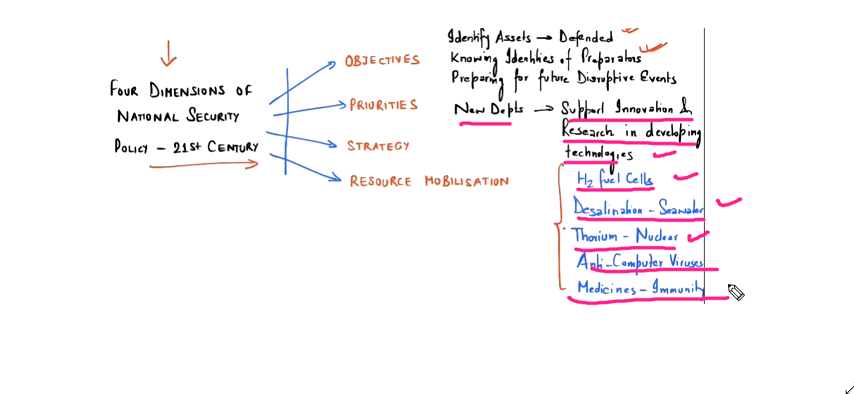 FOUR DIMENSIONS OF
NATIONAL SECURITY
POLICY - 21st CENTURY
OBJECTIVES
PRIORITIES
STRATEGY
RESOURCE MOBILISATION
Identify Assets → Defended
Knowing Identities of Preparators
Preparing for future Disruptive Events
New Depts → Support Innovation &
Research in developing
technologies
H2 fuel Cells
Desalination - Seawater
Thorium - Nuclear
Anti-Computer Viruses
Medicines - Immunity